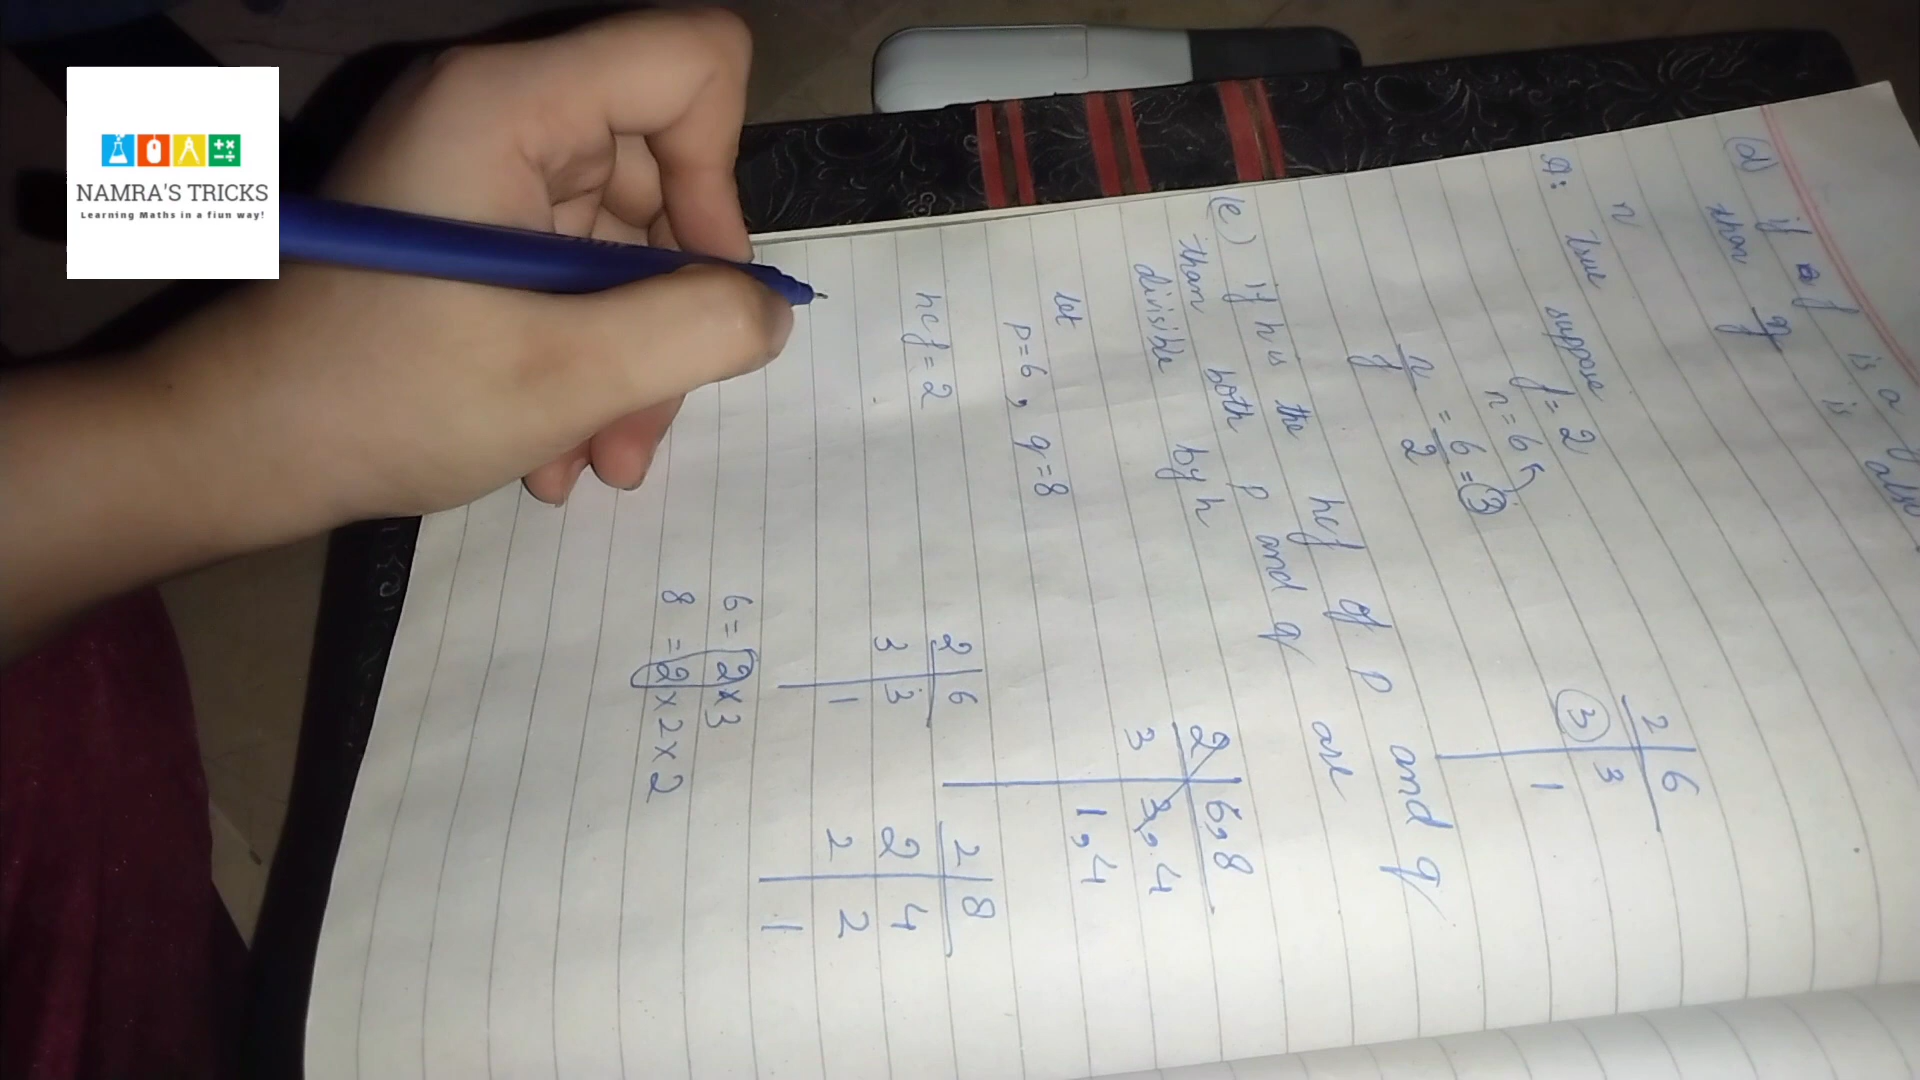 NAMRA'S TRICKS
Learning Maths in a fiun way!
(d) if f is a
than n/f is also
n
A: True suppose
f = 2
n = 6
n/f = 6/2 = 3
2 | 6
3 | 3
1
(e) if h is the hcf of p and q
than both p and q are
divisible by h
let
p = 6, q = 8
2 | 6, 8
3 | 3, 4
1, 4
hcf = 2
2 | 6
3 | 3
1
2 | 8
2 | 4
2 | 2
1
6 = 2 × 3
8 = 2 × 2 × 2